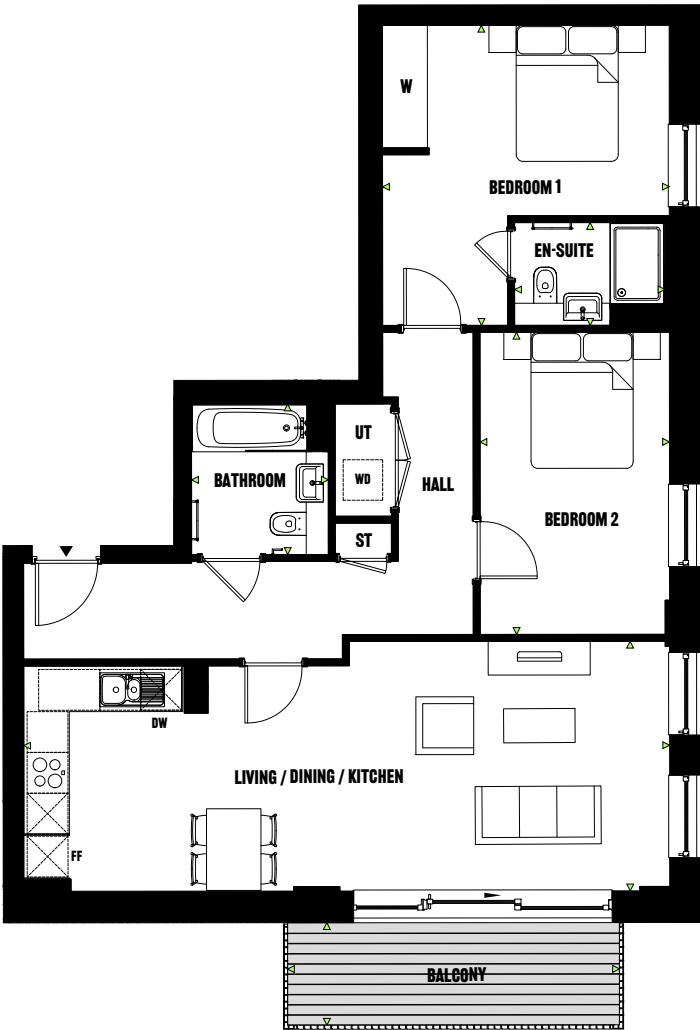 W
BEDROOM 1
EN-SUITE
UT
WD
BATHROOM
HALL
ST
BEDROOM 2
DW
LIVING / DINING / KITCHEN
FF
BALCONY